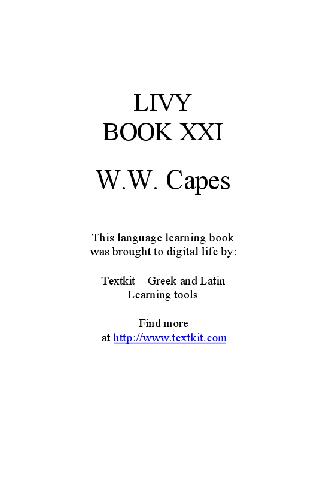 LIVY
BOOK XXI
W.W. Capes
This language learning book
was brought to digital life by:
Textkit – Greek and Latin
Learning tools
Find more
at http://www.textkit.com